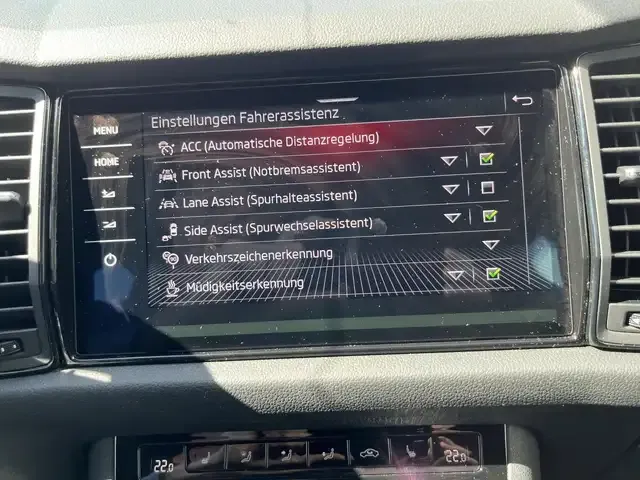 Einstellungen Fahrerassistenz
MENU
ACC (Automatische Distanzregelung)
HOME
Front Assist (Notbremsassistent)
Lane Assist (Spurhalteassistent)
Side Assist (Spurwechselassistent)
Verkehrszeichenerkennung
Müdigkeitserkennung
22.0
22.0